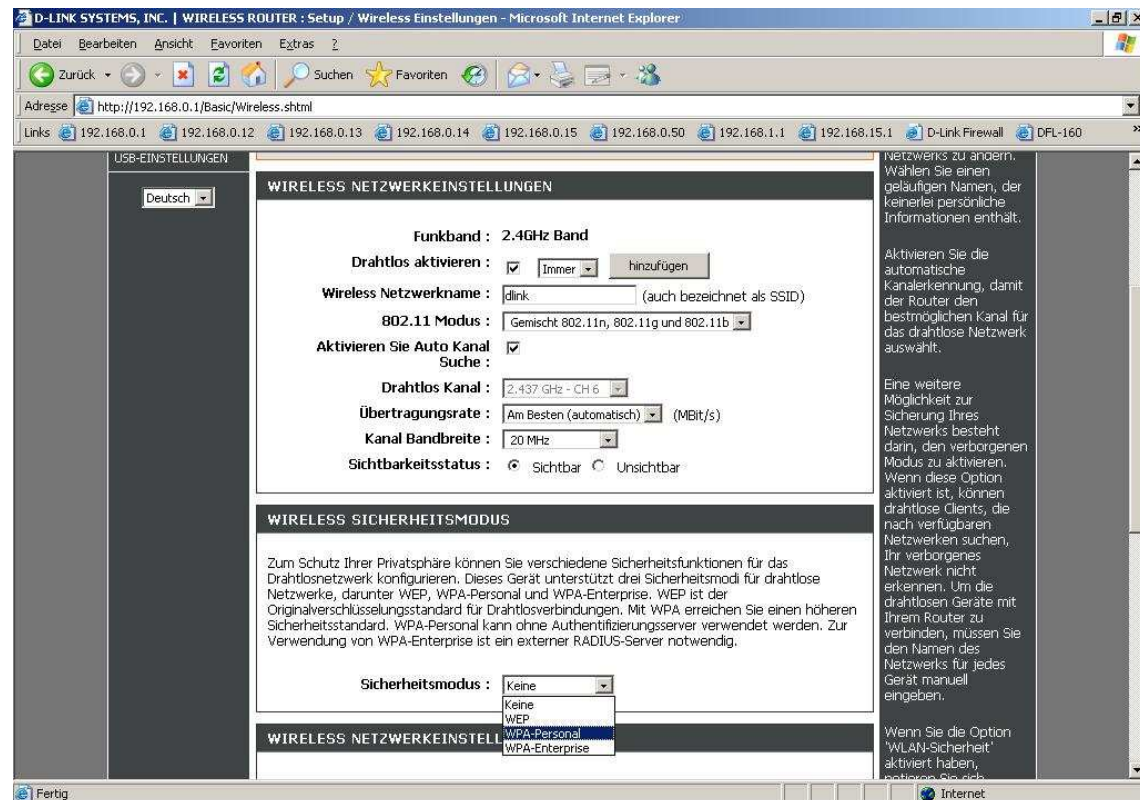 D-LINK SYSTEMS, INC. | WIRELESS ROUTER : Setup / Wireless Einstellungen - Microsoft Internet Explorer
Datei Bearbeiten Ansicht Favoriten Extras ?
Zurück Suchen Favoriten
Adresse http://192.168.0.1/Basic/Wireless.shtml
Links 192.168.0.1 192.168.0.12 192.168.0.13 192.168.0.14 192.168.0.15 192.168.0.50 192.168.1.1 192.168.15.1 D-Link Firewall DFL-160 »
USB-EINSTELLUNGEN
Deutsch
WIRELESS NETZWERKEINSTELLUNGEN
Funkband : 2.4GHz Band
Drahtlos aktivieren : Immer hinzufügen
Wireless Netzwerkname : dlink (auch bezeichnet als SSID)
802.11 Modus : Gemischt 802.11n, 802.11g und 802.11b
Aktivieren Sie Auto Kanal
Suche :
Drahtlos Kanal : 2.437 GHz - CH 6
Übertragungsrate : Am Besten (automatisch) (MBit/s)
Kanal Bandbreite : 20 MHz
Sichtbarkeitsstatus : Sichtbar Unsichtbar
WIRELESS SICHERHEITSMODUS
Zum Schutz Ihrer Privatsphäre können Sie verschiedene Sicherheitsfunktionen für das
Drahtlosnetzwerk konfigurieren. Dieses Gerät unterstützt drei Sicherheitsmodi für drahtlose
Netzwerke, darunter WEP, WPA-Personal und WPA-Enterprise. WEP ist der
Originalverschlüsselungsstandard für Drahtlosverbindungen. Mit WPA erreichen Sie einen höheren
Sicherheitsstandard. WPA-Personal kann ohne Authentifizierungsserver verwendet werden. Zur
Verwendung von WPA-Enterprise ist ein externer RADIUS-Server notwendig.
Sicherheitsmodus : Keine
Keine
WEP
WPA-Personal
WPA-Enterprise
WIRELESS NETZWERKEINSTELL
Netzwerks zu ändern.
Wählen Sie einen
geläufigen Namen, der
keinerlei persönliche
Informationen enthält.
Aktivieren Sie die
automatische
Kanalerkennung, damit
der Router den
bestmöglichen Kanal für
das drahtlose Netzwerk
auswählt.
Eine weitere
Möglichkeit zur
Sicherung Ihres
Netzwerks besteht
darin, den verborgenen
Modus zu aktivieren.
Wenn diese Option
aktiviert ist, können
drahtlose Clients, die
nach verfügbaren
Netzwerken suchen,
Ihr verborgenes
Netzwerk nicht
erkennen. Um die
drahtlosen Geräte mit
Ihrem Router zu
verbinden, müssen Sie
den Namen des
Netzwerks für jedes
Gerät manuell
eingeben.
Wenn Sie die Option
'WLAN-Sicherheit'
aktiviert haben,
notieren Sie sich
Fertig Internet